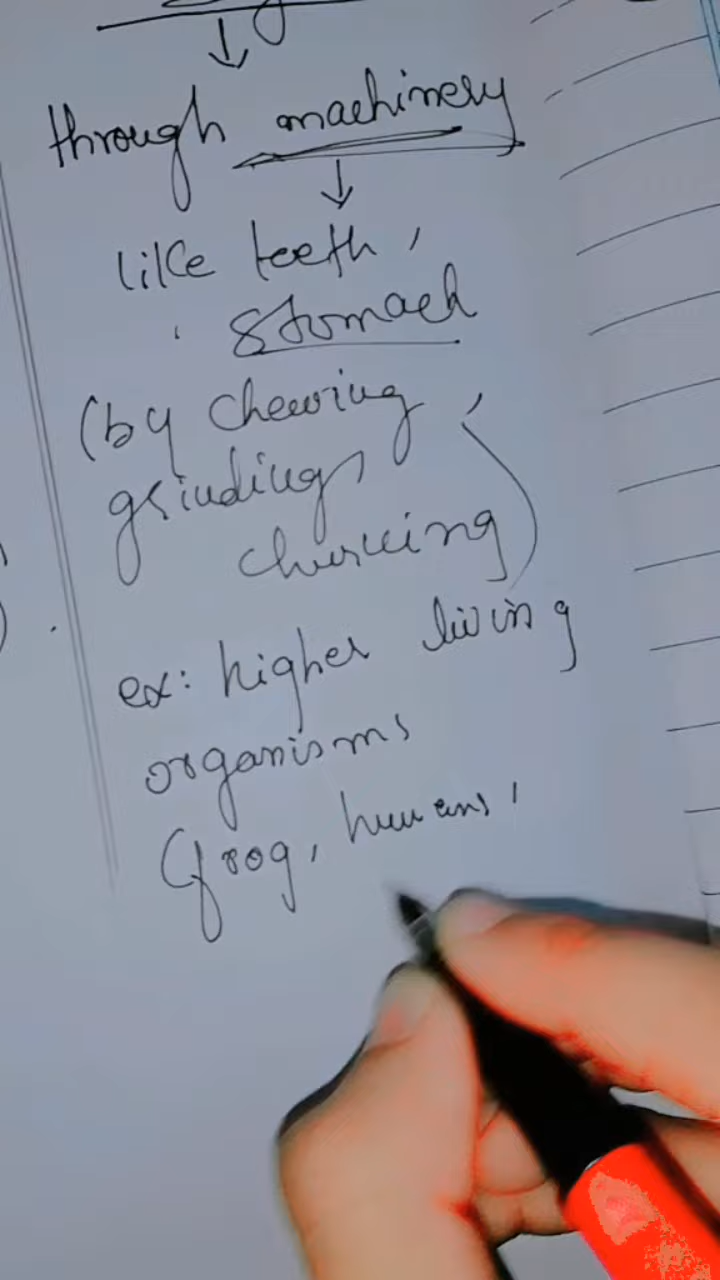 through machinery
like teeth,
stomach
(by chewing,
grinding,
churning)
ex: higher living
organisms
(frog, humans,